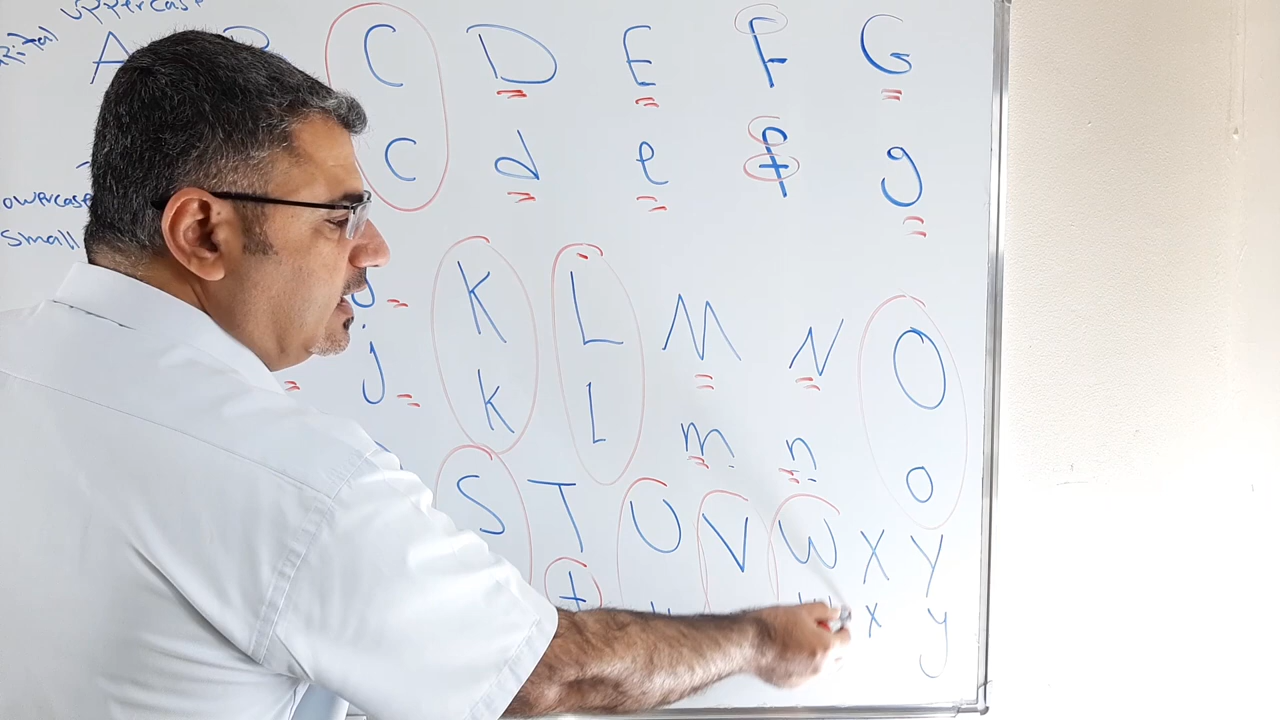 uppercase
A C D E F G
c d e f g
owercase
small
K L M N O
j K L m n o
S T U V W X Y
t x y